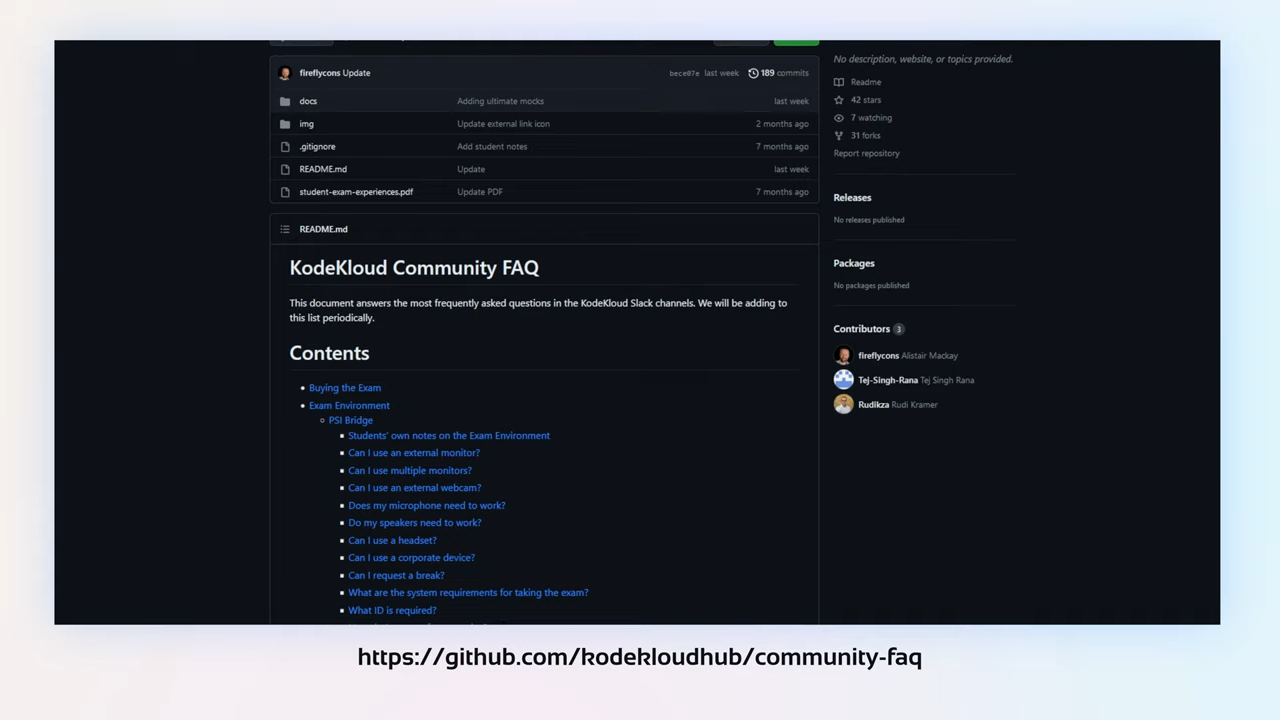 fireflycons Update bece07e last week 189 commits
docs Adding ultimate mocks last week
img Update external link icon 2 months ago
.gitignore Add student notes 7 months ago
README.md Update last week
student-exam-experiences.pdf Update PDF 7 months ago
README.md
KodeKloud Community FAQ
This document answers the most frequently asked questions in the KodeKloud Slack channels. We will be adding to
this list periodically.
Contents
Buying the Exam
Exam Environment
PSI Bridge
Students' own notes on the Exam Environment
Can I use an external monitor?
Can I use multiple monitors?
Can I use an external webcam?
Does my microphone need to work?
Do my speakers need to work?
Can I use a headset?
Can I use a corporate device?
Can I request a break?
What are the system requirements for taking the exam?
What ID is required?
No description, website, or topics provided.
Readme
42 stars
7 watching
31 forks
Report repository
Releases
No releases published
Packages
No packages published
Contributors 3
fireflycons Alistair Mackay
Tej-Singh-Rana Tej Singh Rana
Rudikza Rudi Kramer
https://github.com/kodekloudhub/community-faq